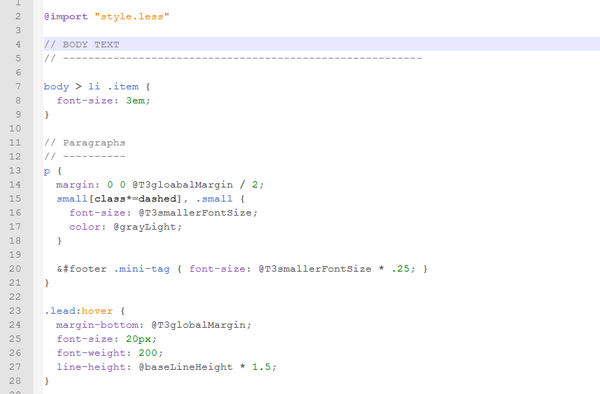 1
2 @import "style.less"
3
4 // BODY TEXT
5 // ---------------------------------------------------------
6
7 body > li .item {
8   font-size: 3em;
9 }
10
11 // Paragraphs
12 // ----------
13 p {
14   margin: 0 0 @T3gloabalMargin / 2;
15   small[class*=dashed], .small {
16     font-size: @T3smallerFontSize;
17     color: @grayLight;
18   }
19
20   &#footer .mini-tag { font-size: @T3smallerFontSize * .25; }
21 }
22
23 .lead:hover {
24   margin-bottom: @T3globalMargin;
25   font-size: 20px;
26   font-weight: 200;
27   line-height: @baseLineHeight * 1.5;
28 }